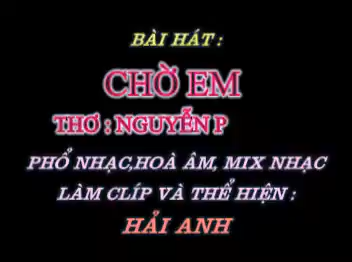 BÀI HÁT :
CHỜ EM
THƠ : NGUYỄN P
PHỔ NHẠC,HOÀ ÂM, MIX NHẠC
LÀM CLÍP VÀ THỂ HIỆN :
HẢI ANH